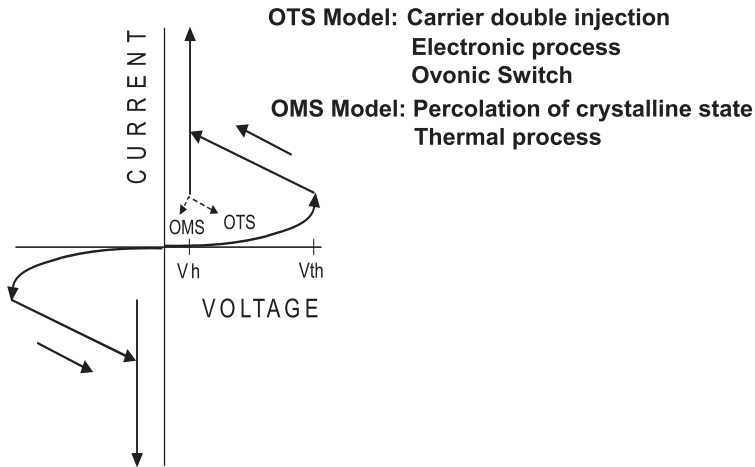 OTS Model: Carrier double injection
Electronic process
Ovonic Switch
OMS Model: Percolation of crystalline state
Thermal process
CURRENT
OMS
OTS
Vh
Vth
VOLTAGE